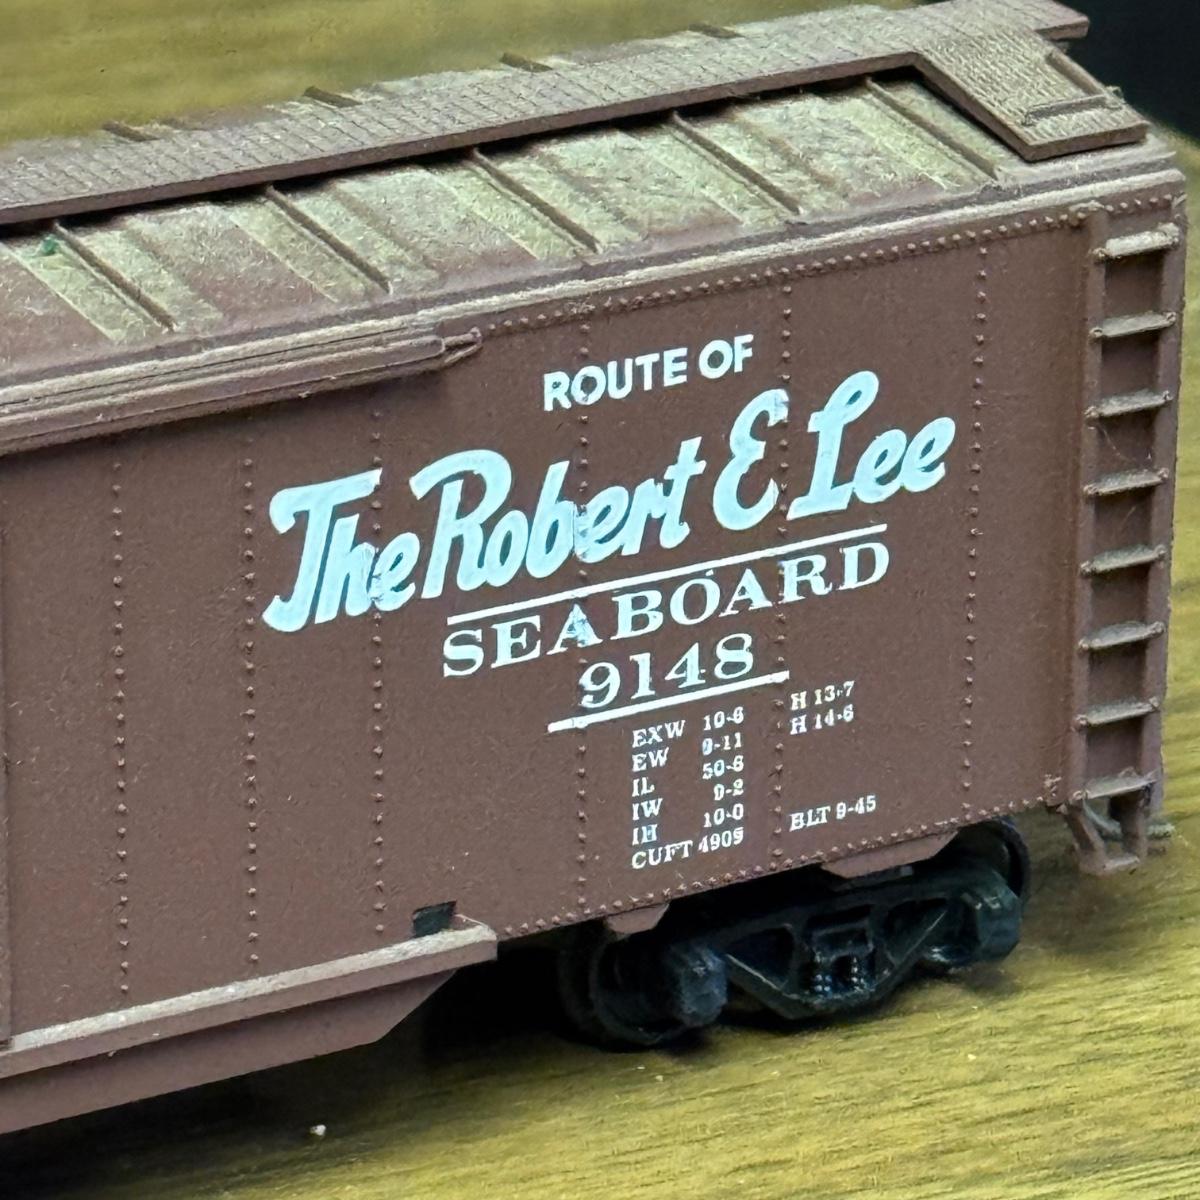 ROUTE OF
The Robert E Lee
SEABOARD
9148
EXW 10-6 H 13-7
EW 9-11 H 14-6
IL 50-6
IW 9-2
IH 10-0 BLT 9-45
CUFT 4909